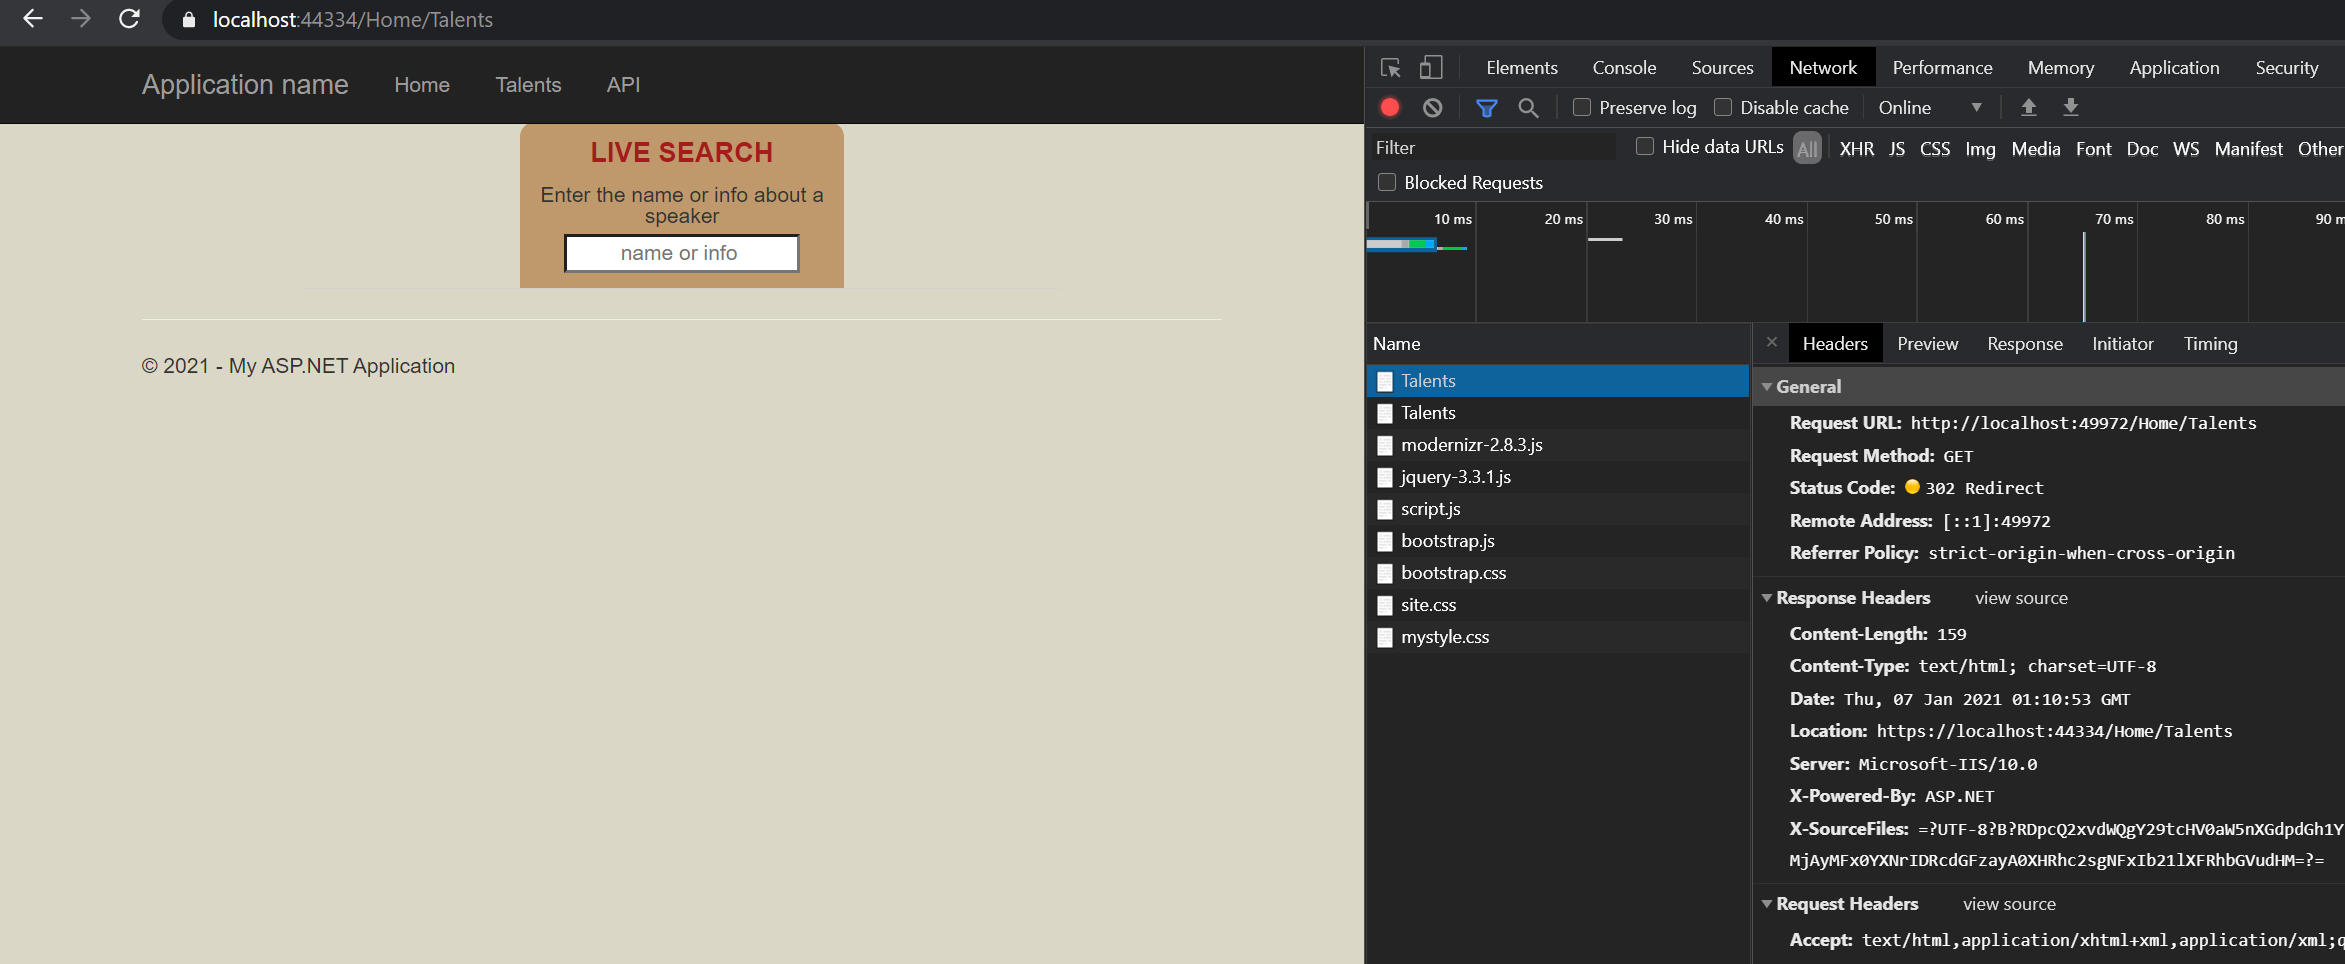 localhost:44334/Home/Talents
Application name Home Talents API
LIVE SEARCH
Enter the name or info about a
speaker
name or info
© 2021 - My ASP.NET Application
Elements Console Sources Network Performance Memory Application Security
Preserve log Disable cache Online
Filter Hide data URLs All XHR JS CSS Img Media Font Doc WS Manifest Other
Blocked Requests
10 ms 20 ms 30 ms 40 ms 50 ms 60 ms 70 ms 80 ms 90 m
Name
Talents
Talents
modernizr-2.8.3.js
jquery-3.3.1.js
script.js
bootstrap.js
bootstrap.css
site.css
mystyle.css
× Headers Preview Response Initiator Timing
General
Request URL: http://localhost:49972/Home/Talents
Request Method: GET
Status Code: 302 Redirect
Remote Address: [::1]:49972
Referrer Policy: strict-origin-when-cross-origin
Response Headers view source
Content-Length: 159
Content-Type: text/html; charset=UTF-8
Date: Thu, 07 Jan 2021 01:10:53 GMT
Location: https://localhost:44334/Home/Talents
Server: Microsoft-IIS/10.0
X-Powered-By: ASP.NET
X-SourceFiles: =?UTF-8?B?RDpcQ2xvdWQgY29tcHV0aW5nXGdpdGh1Y
MjAyMFx0YXNrIDRcdGFzayA0XHRhc2sgNFxIb21lXFRhbGVudHM=?=
Request Headers view source
Accept: text/html,application/xhtml+xml,application/xml;q